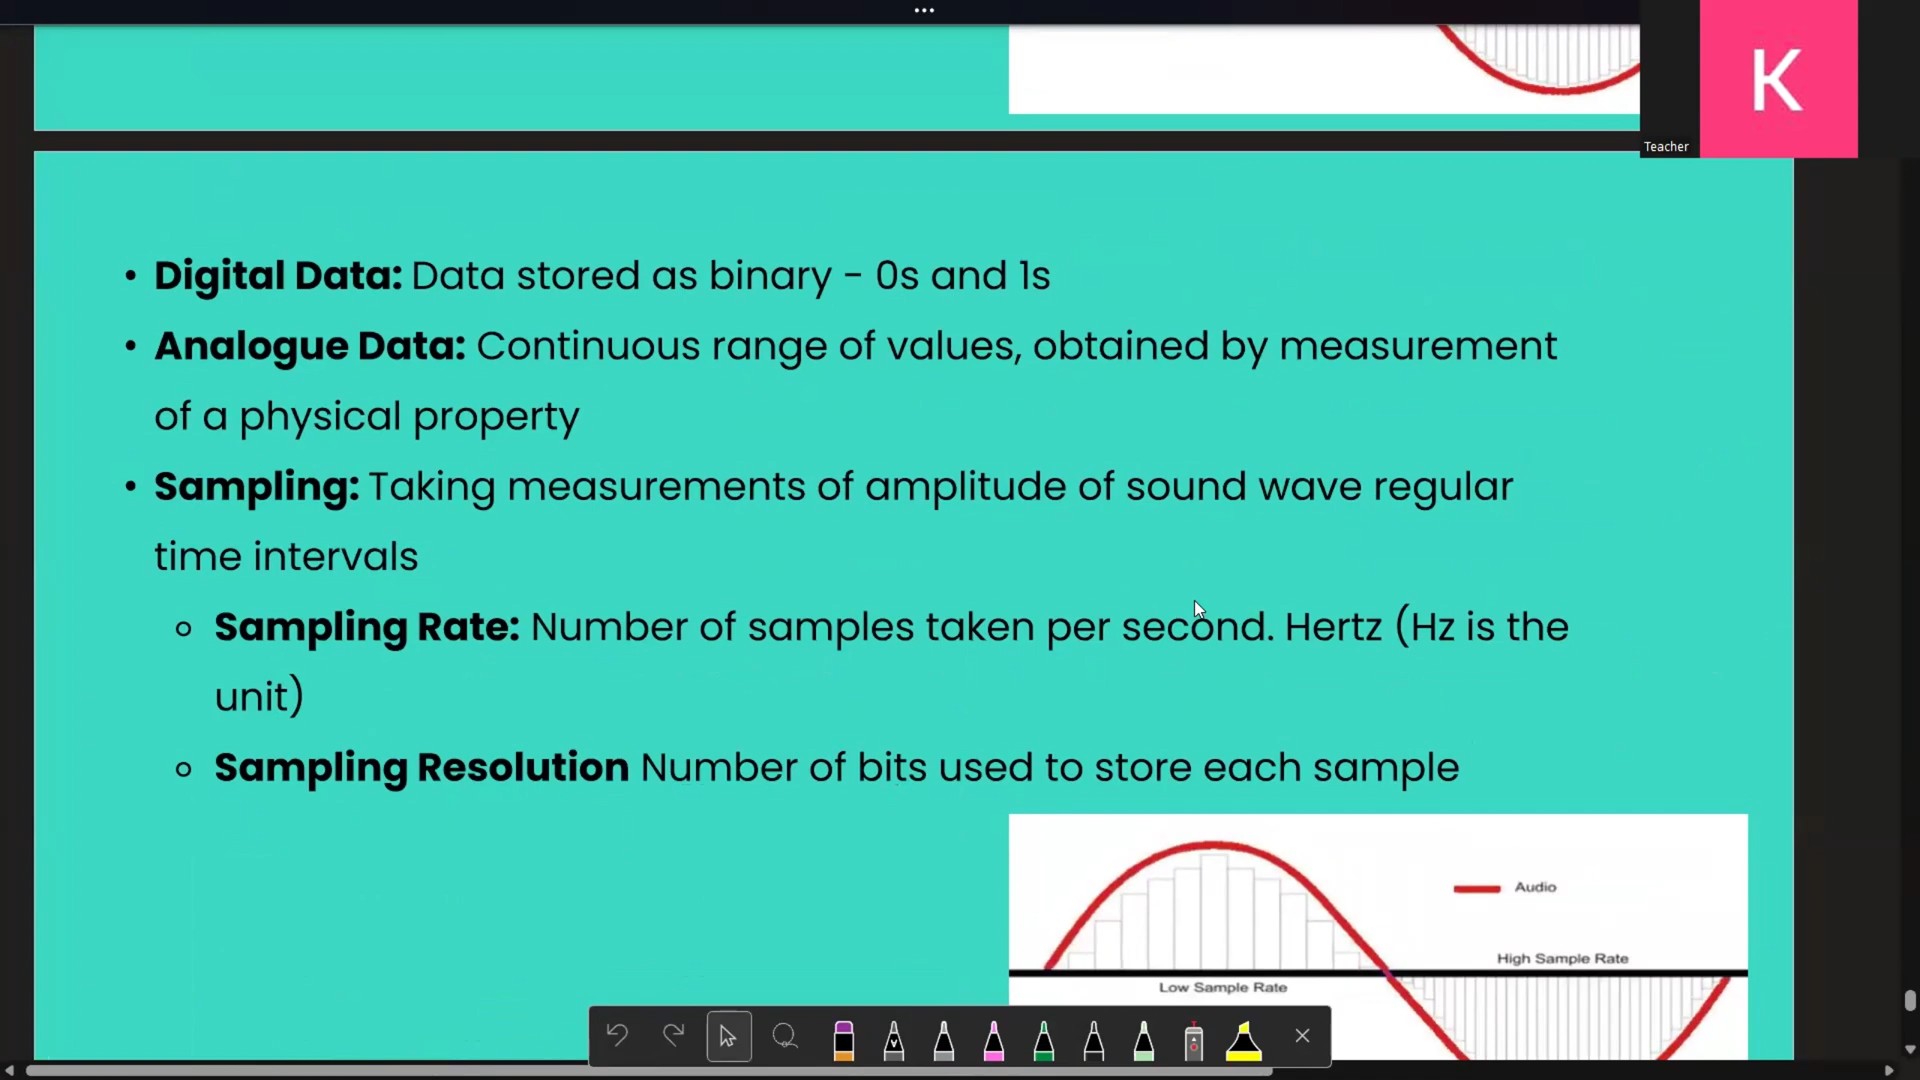 ...
K
Teacher
• Digital Data: Data stored as binary - 0s and 1s
• Analogue Data: Continuous range of values, obtained by measurement
of a physical property
• Sampling: Taking measurements of amplitude of sound wave regular
time intervals
○ Sampling Rate: Number of samples taken per second. Hertz (Hz is the
unit)
○ Sampling Resolution Number of bits used to store each sample
Audio
High Sample Rate
Low Sample Rate